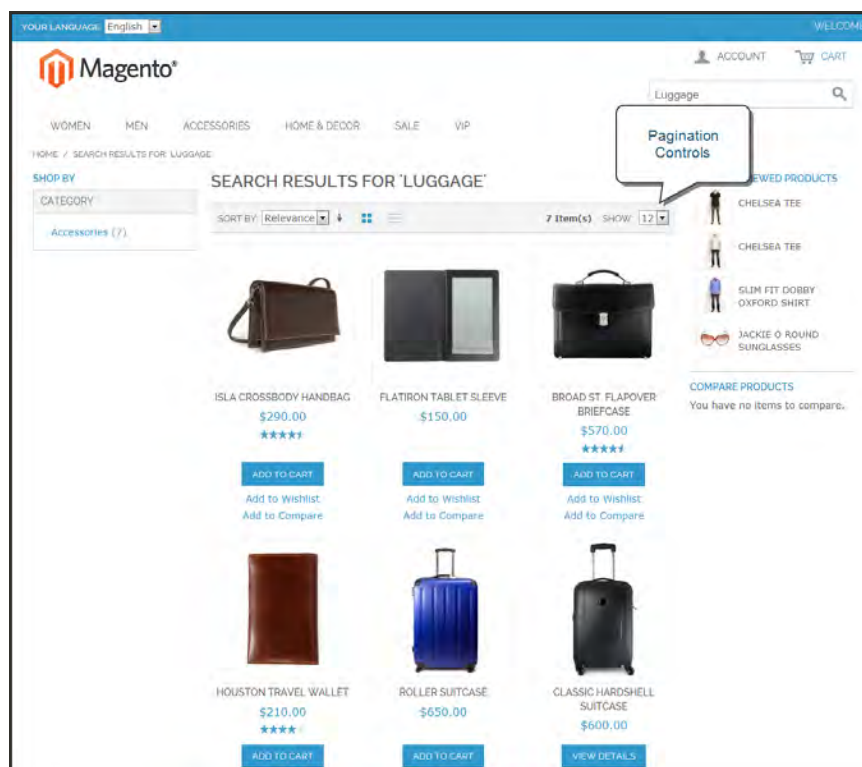 YOUR LANGUAGE: English
WELCOME
Magento®
ACCOUNT
CART
Luggage
WOMEN MEN ACCESSORIES HOME & DECOR SALE VIP
Pagination
Controls
HOME / SEARCH RESULTS FOR 'LUGGAGE'
SHOP BY
CATEGORY
Accessories (7)
SEARCH RESULTS FOR 'LUGGAGE'
SORT BY Relevance
7 Item(s) SHOW 12
EWED PRODUCTS
CHELSEA TEE
CHELSEA TEE
SLIM FIT DOBBY
OXFORD SHIRT
JACKIE O ROUND
SUNGLASSES
COMPARE PRODUCTS
You have no items to compare.
ISLA CROSSBODY HANDBAG
$290.00
ADD TO CART
Add to Wishlist
Add to Compare
FLATIRON TABLET SLEEVE
$150.00
ADD TO CART
Add to Wishlist
Add to Compare
BROAD ST. FLAPOVER
BRIEFCASE
$570.00
ADD TO CART
Add to Wishlist
Add to Compare
HOUSTON TRAVEL WALLET
$210.00
ADD TO CART
ROLLER SUITCASE
$650.00
ADD TO CART
CLASSIC HARDSHELL
SUITCASE
$600.00
VIEW DETAILS